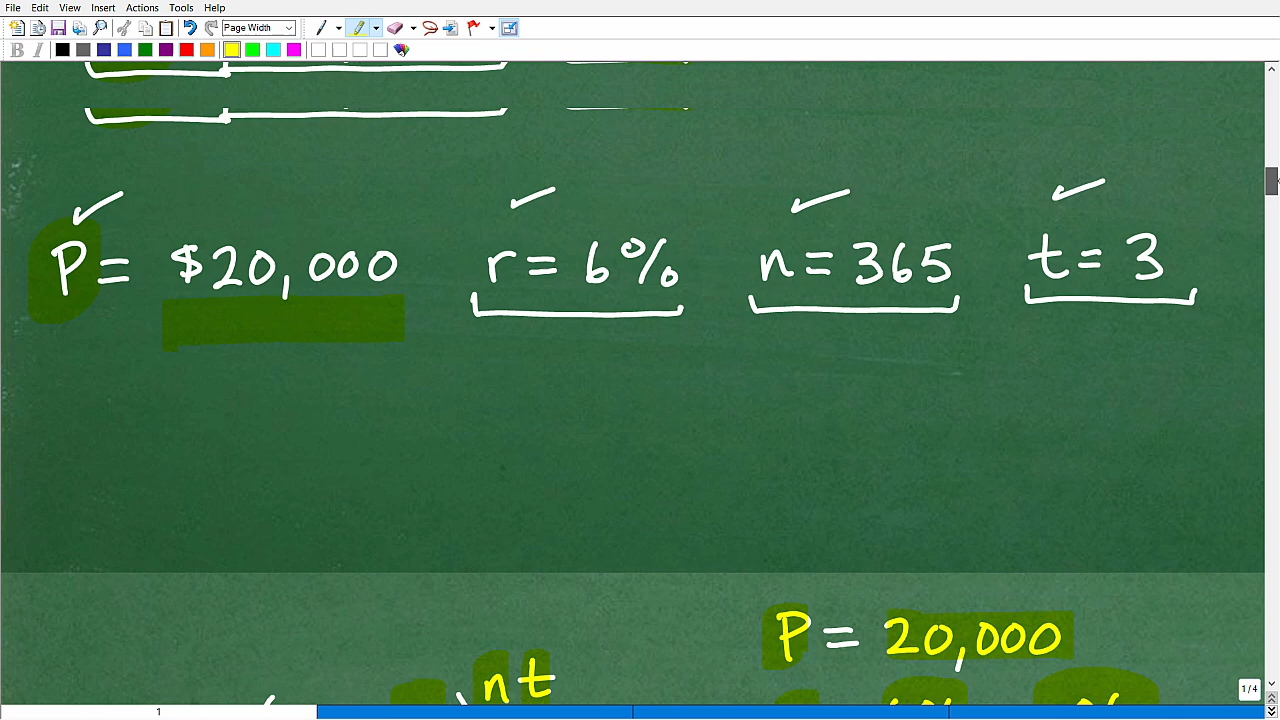 File Edit View Insert Actions Tools Help
Page Width
B I
P = $20,000 r = 6% n = 365 t = 3
P = 20,000
nt
1/4
1